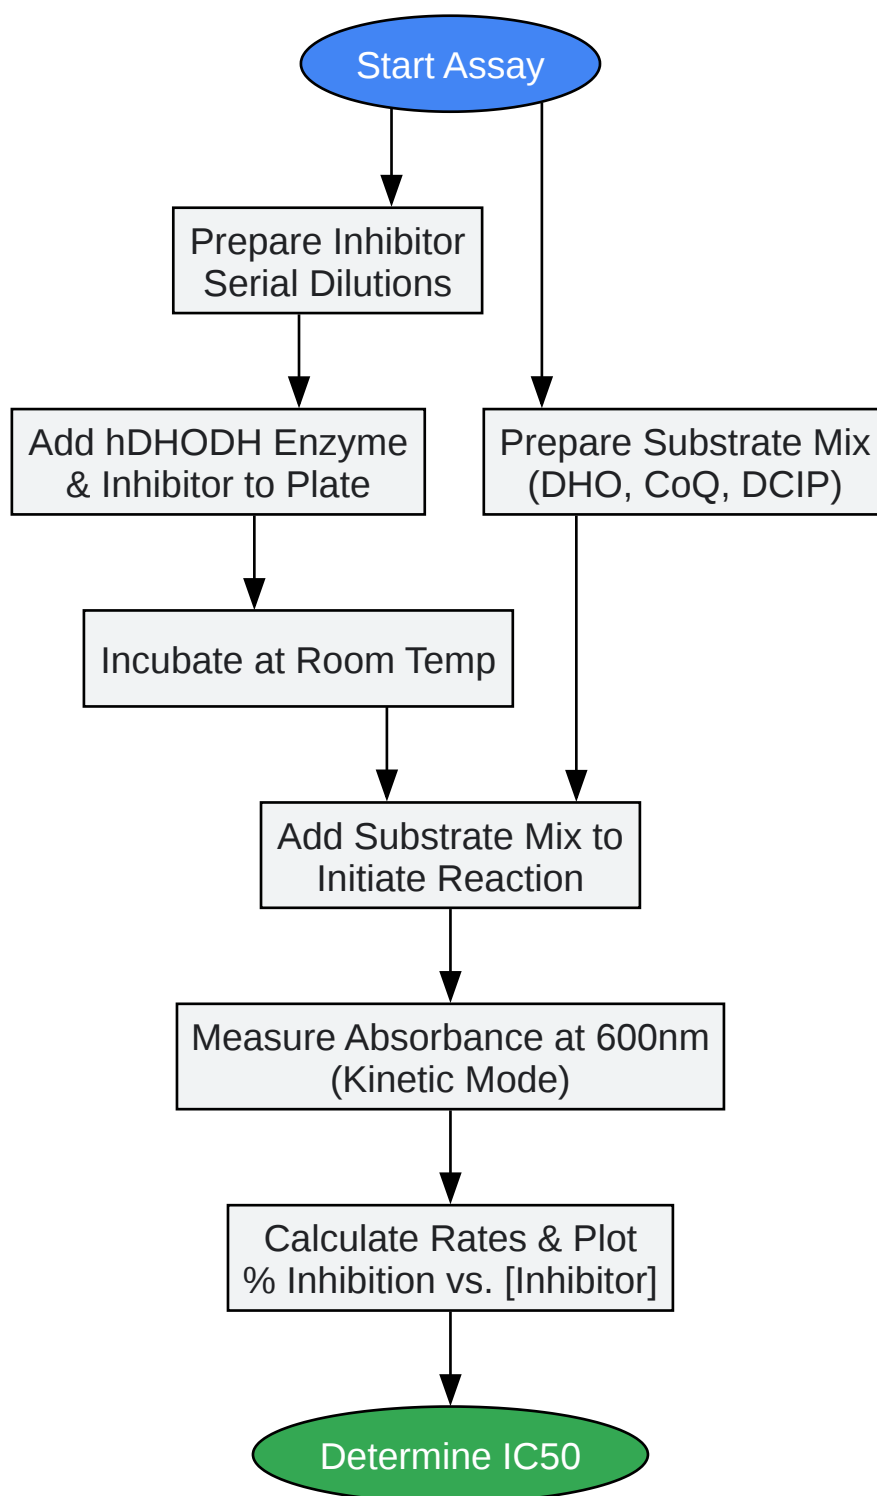 Start Assay
Prepare Inhibitor
Serial Dilutions
Add hDHODH Enzyme
& Inhibitor to Plate
Prepare Substrate Mix
(DHO, CoQ, DCIP)
Incubate at Room Temp
Add Substrate Mix to
Initiate Reaction
Measure Absorbance at 600nm
(Kinetic Mode)
Calculate Rates & Plot
% Inhibition vs. [Inhibitor]
Determine IC50